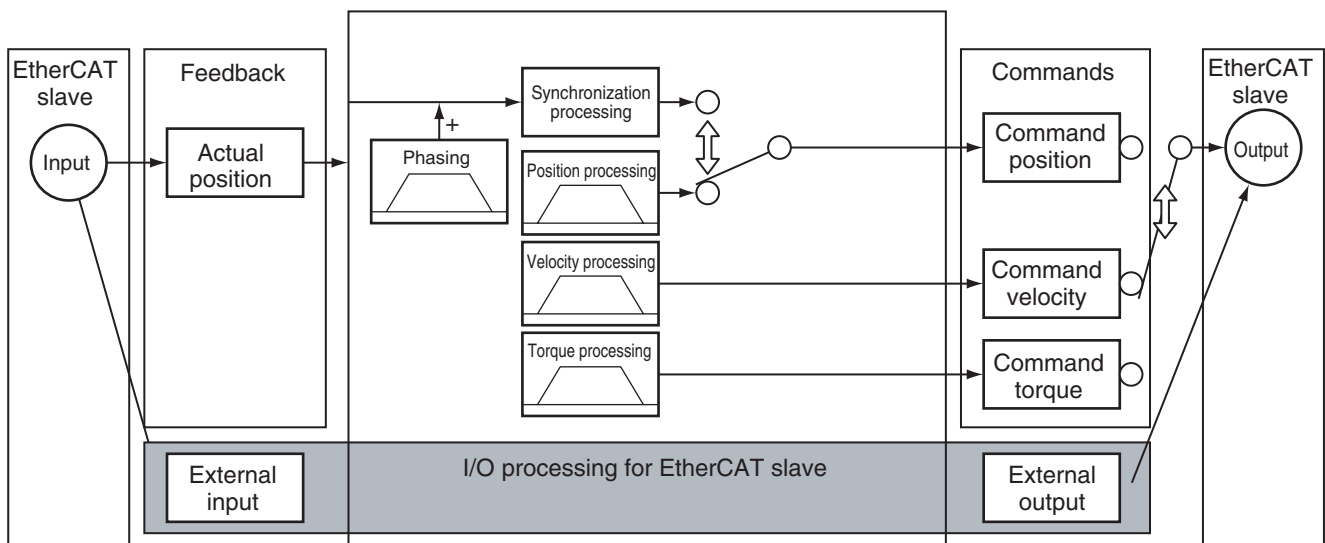 EtherCAT
slave
Input
Feedback
Actual
position
Phasing
+
Synchronization
processing
Position processing
Velocity processing
Torque processing
Commands
Command
position
Command
velocity
Command
torque
EtherCAT
slave
Output
External
input
I/O processing for EtherCAT slave
External
output